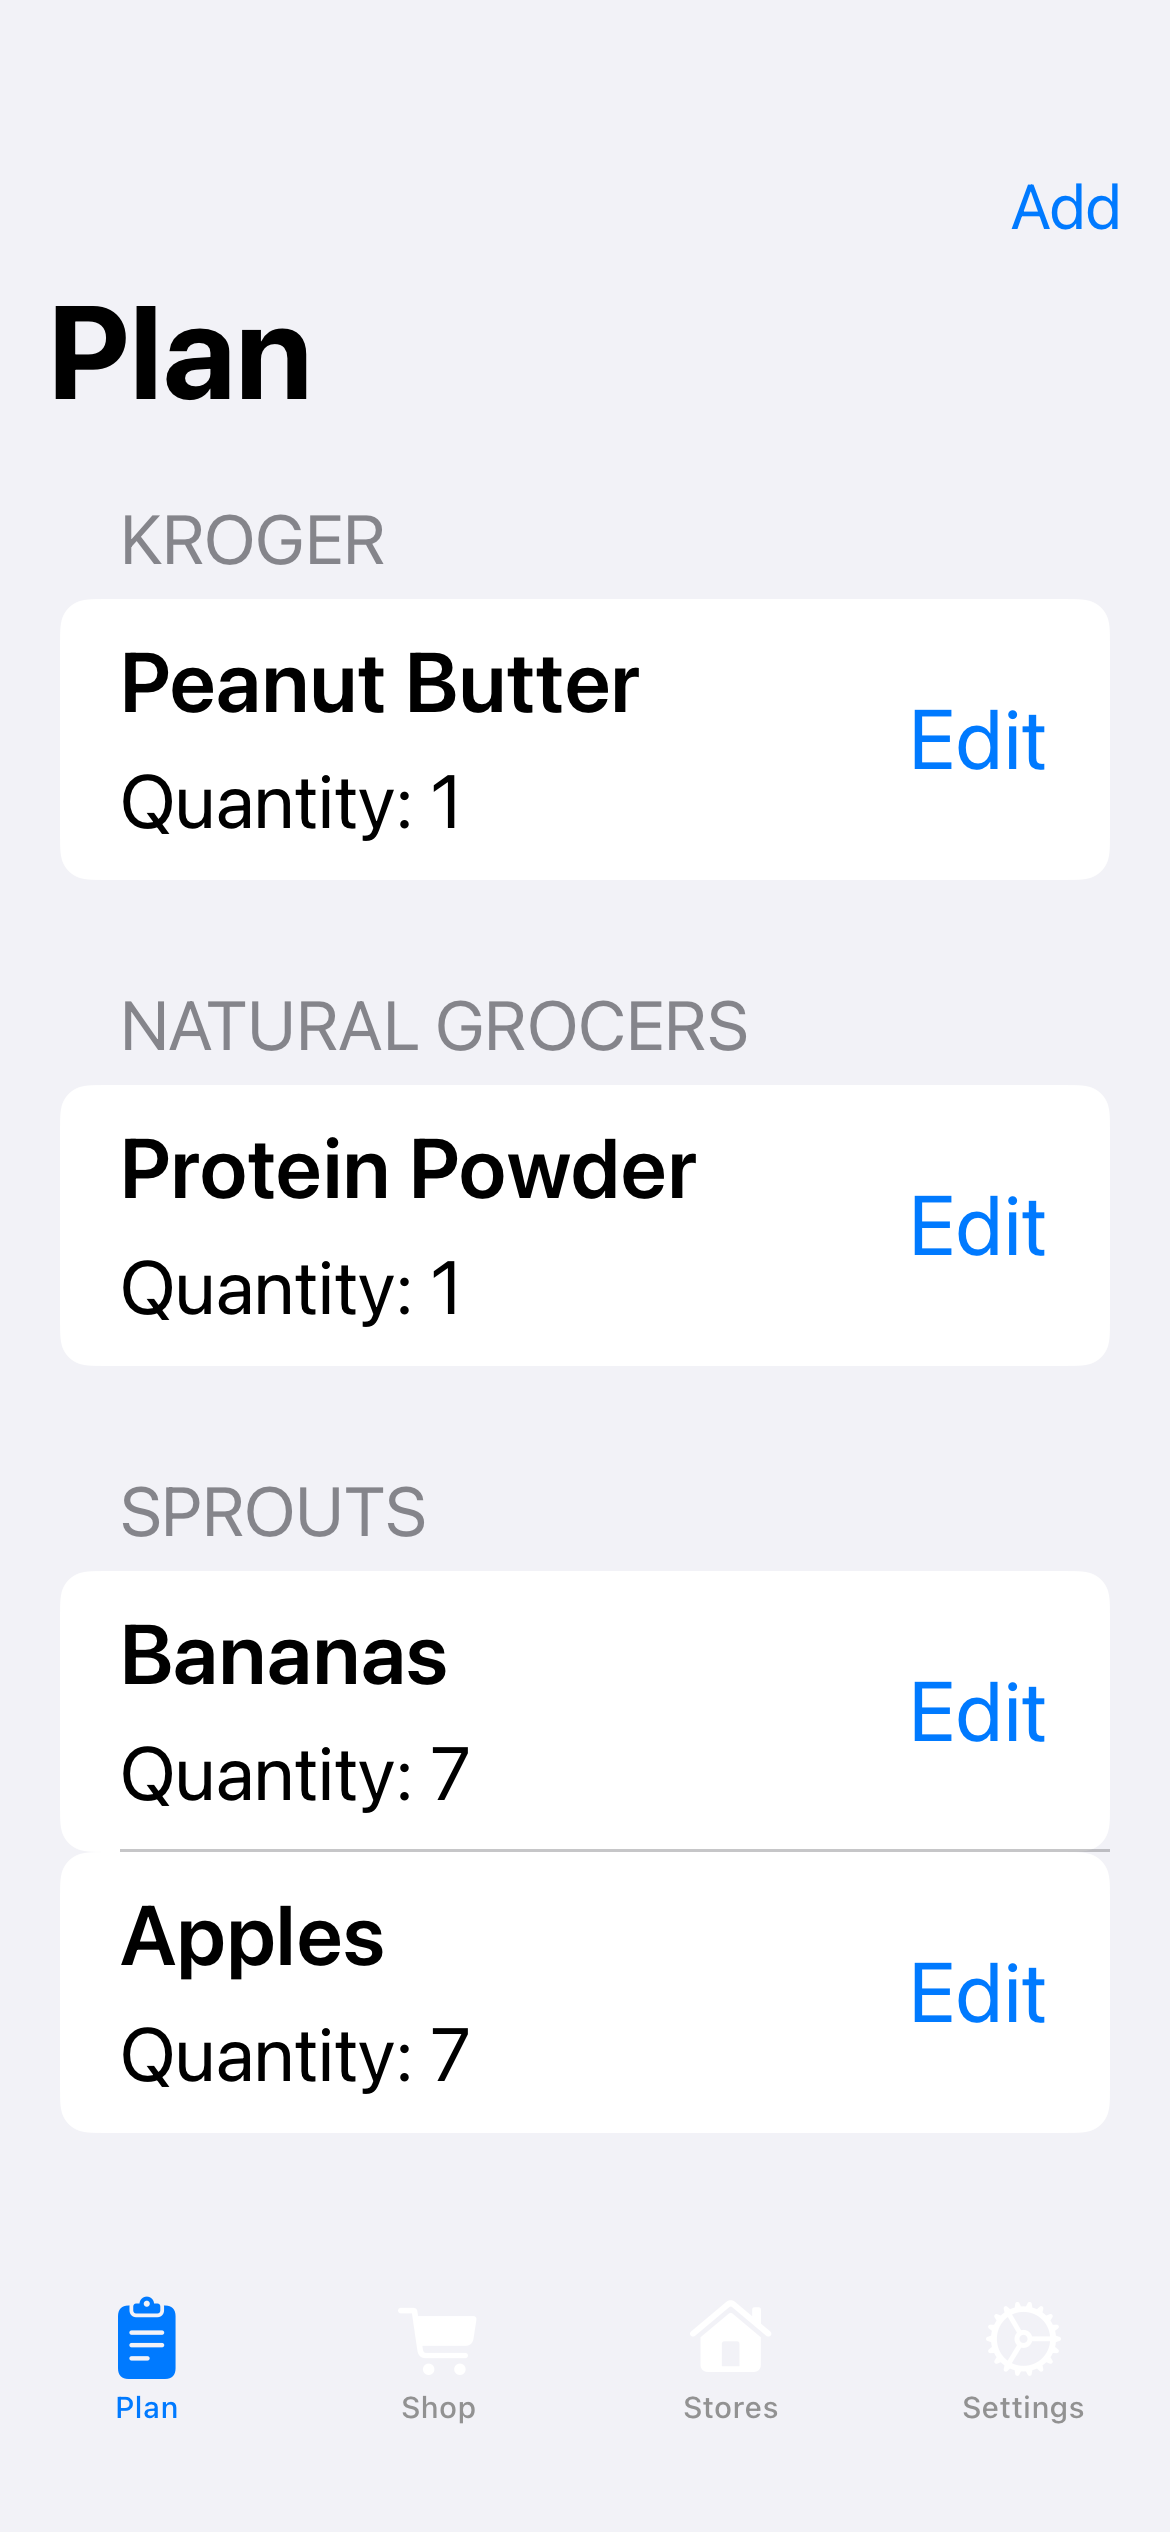 Add
Plan
KROGER
Peanut Butter
Edit
Quantity: 1
NATURAL GROCERS
Protein Powder
Edit
Quantity: 1
SPROUTS
Bananas
Edit
Quantity: 7
Apples
Edit
Quantity: 7
Plan Shop Stores Settings